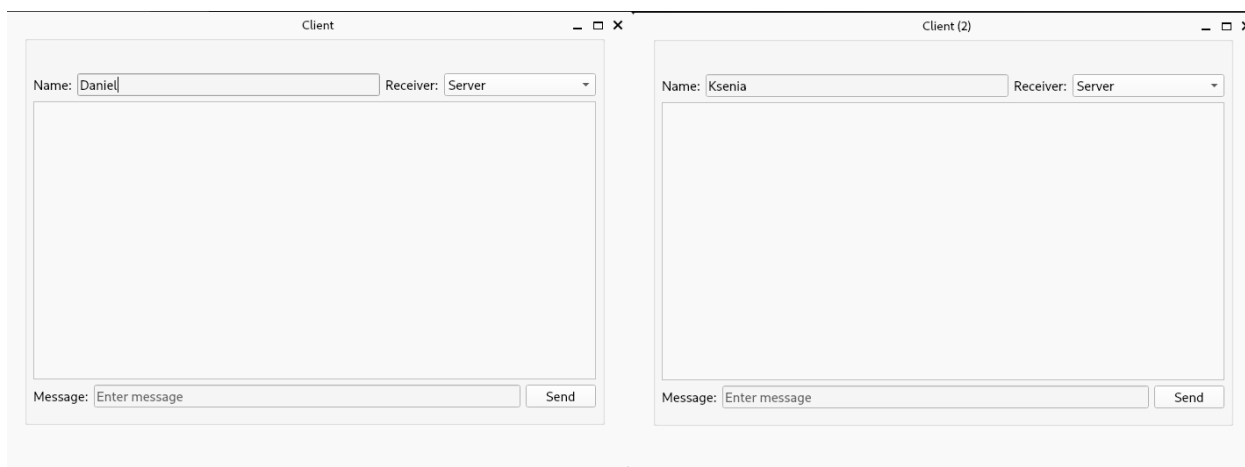 Client
Name: Daniel Receiver: Server
Message: Enter message Send
Client (2)
Name: Ksenia Receiver: Server
Message: Enter message Send